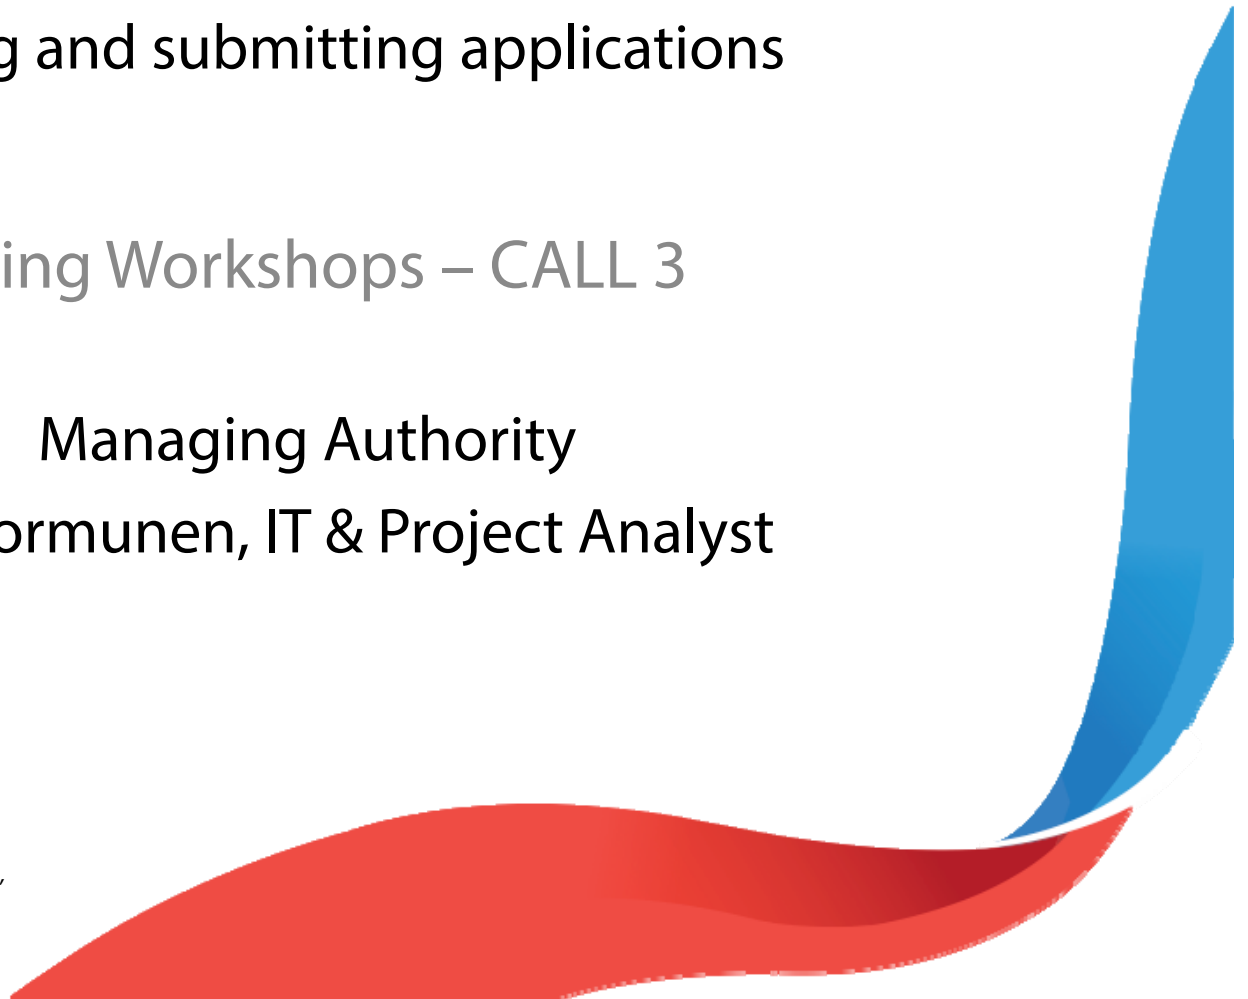 g and submitting applications
ing Workshops – CALL 3
Managing Authority
ormunen, IT & Project Analyst